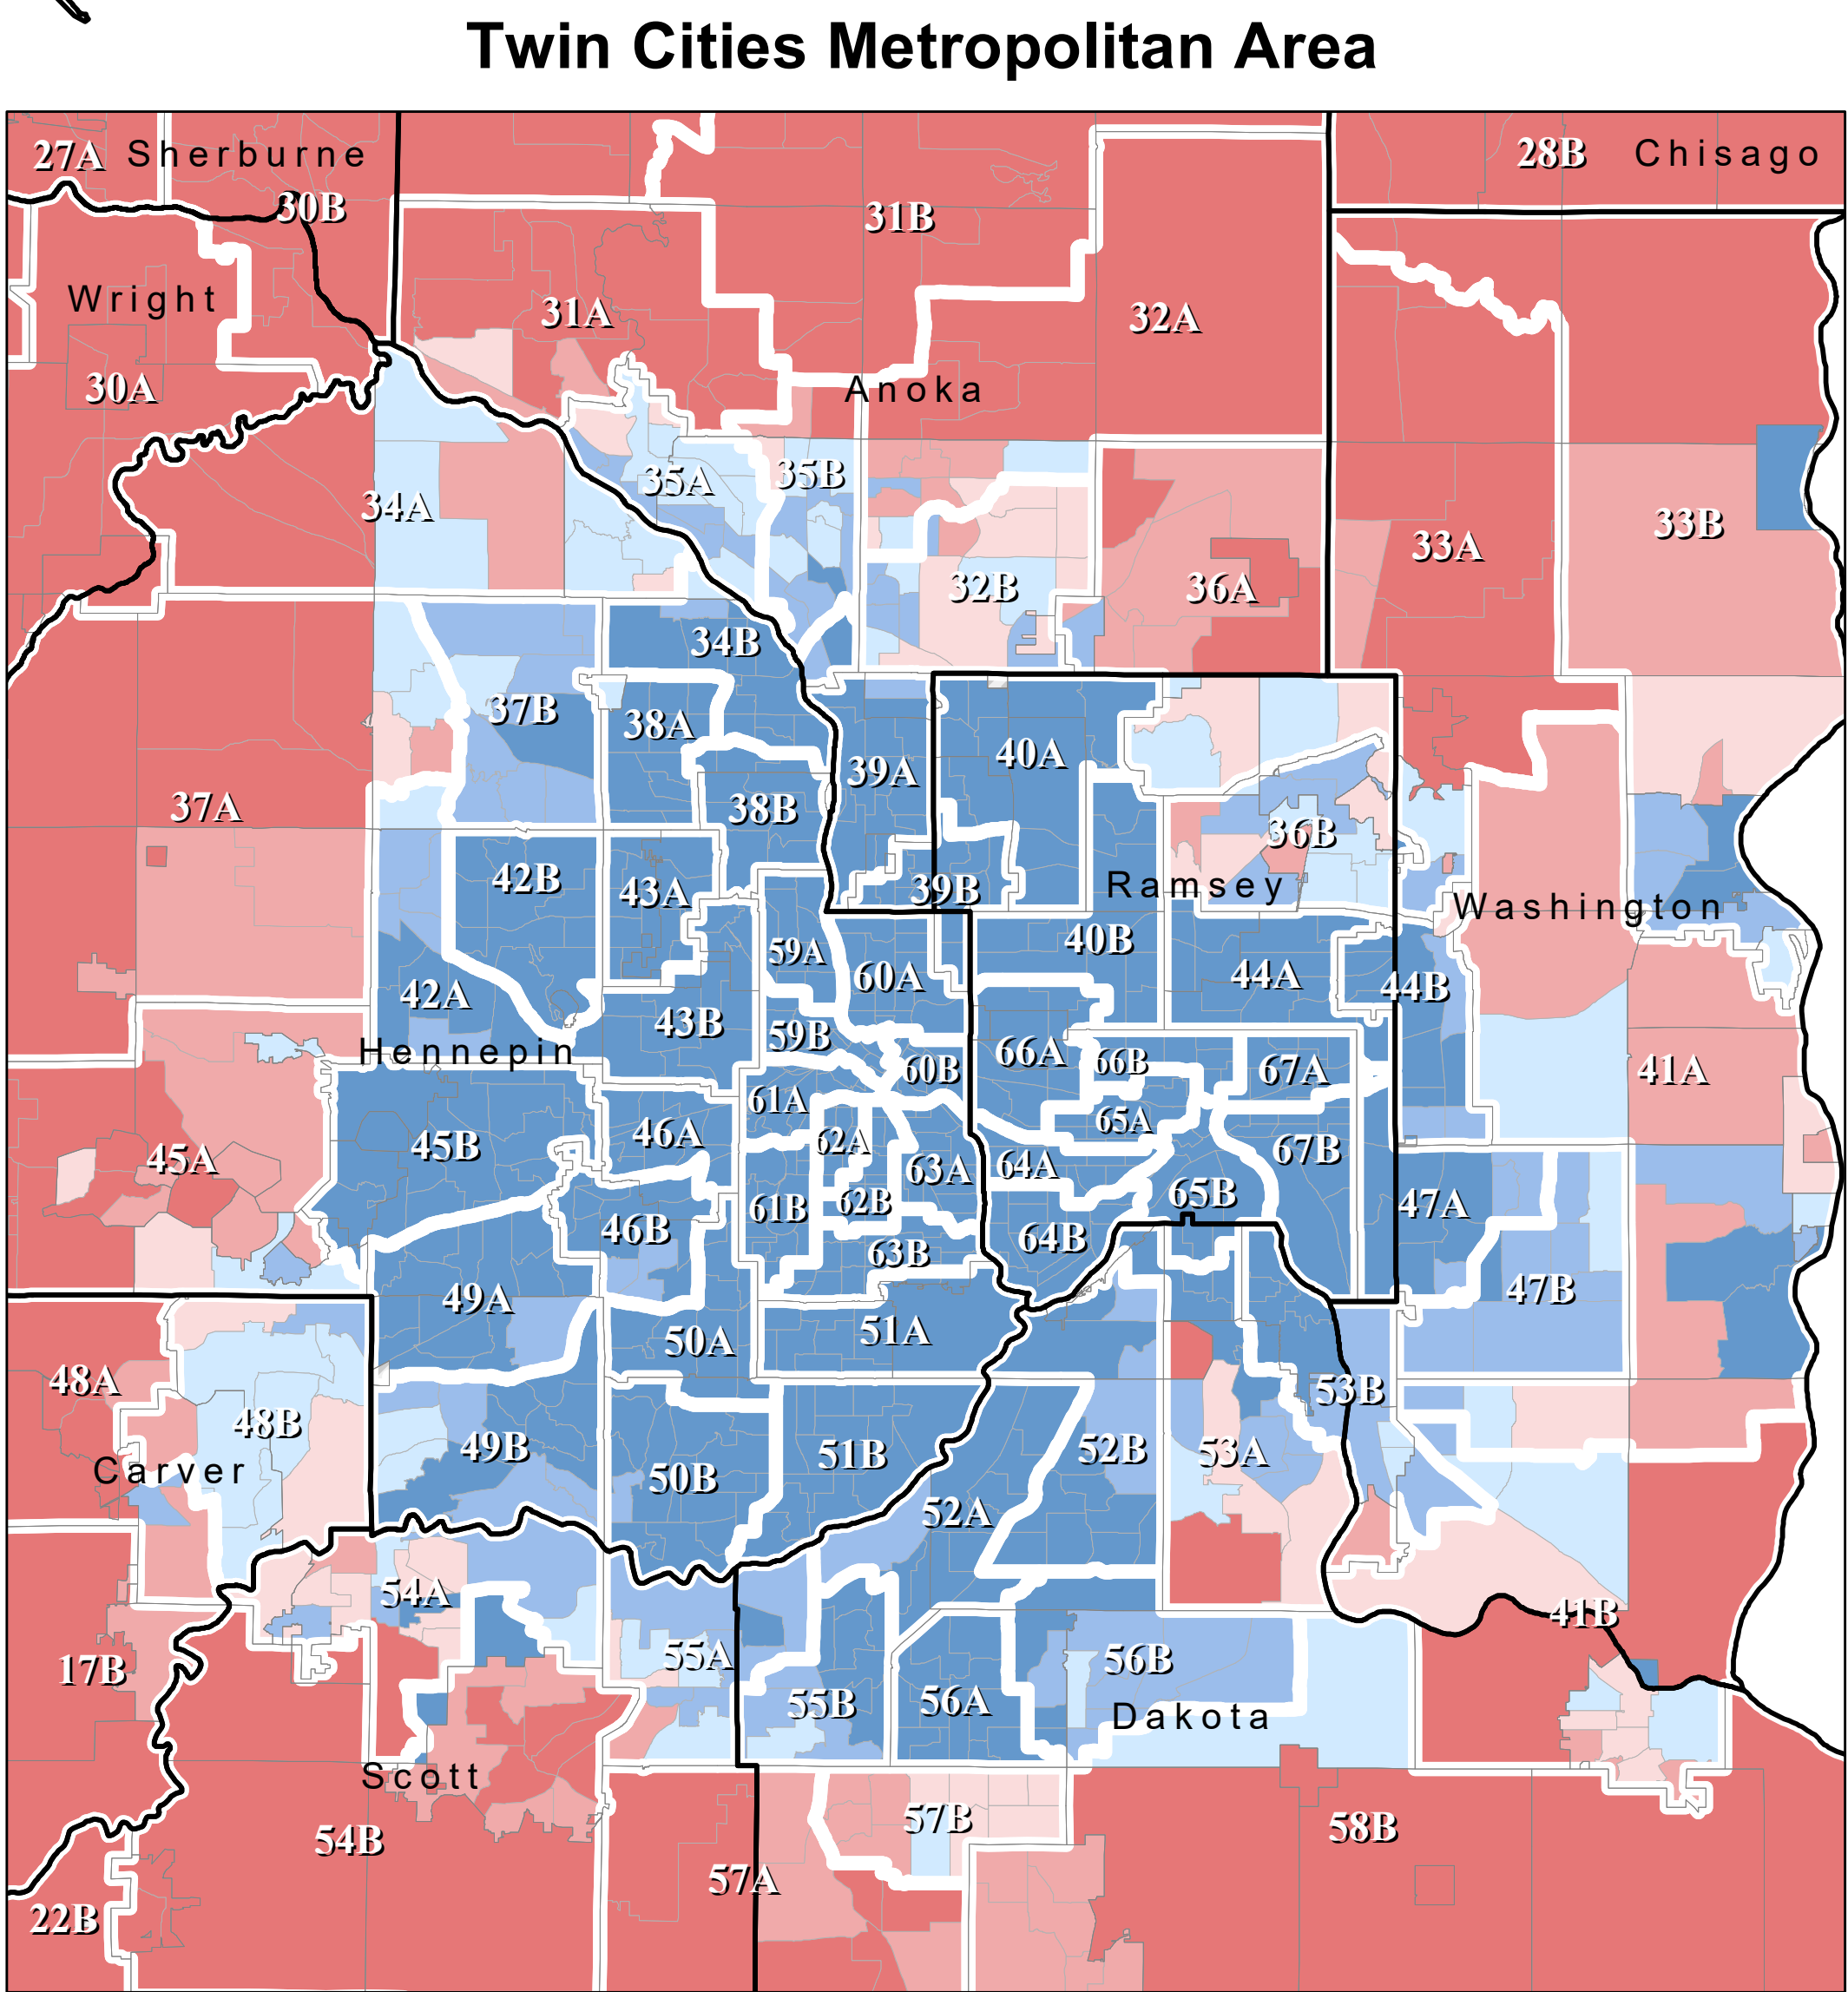 Twin Cities Metropolitan Area
27A Sherburne 28B Chisago
30B 31B
Wright 31A 32A
30A Anoka
34A 35A 35B 33B
33A
32B 36A
34B
37B 38A
40A
39A
37A 38B 36B
42B 43A 39B Ramsey Washington
40B
59A 60A 44A 44B
42A
43B 59B
Hennepin 66A 66B 67A 41A
60B
61A
65A
45A 45B 46A 62A 67B
63A 64A
61B 62B 65B 47A
46B 63B 64B
49A 47B
50A 51A
48A 53B
48B 49B 51B 52B 53A
Carver 50B
52A
54A 41B
17B 55A 56B
55B 56A Dakota
Scott
54B 57B 58B
57A
22B